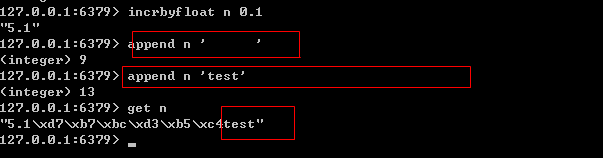 127.0.0.1:6379> incrbyfloat n 0.1
"5.1"
127.0.0.1:6379> append n '      '
(integer) 9
127.0.0.1:6379> append n 'test'
(integer) 13
127.0.0.1:6379> get n
"5.1\xd7\xb7\xbc\xd3\xb5\xc4test"
127.0.0.1:6379>